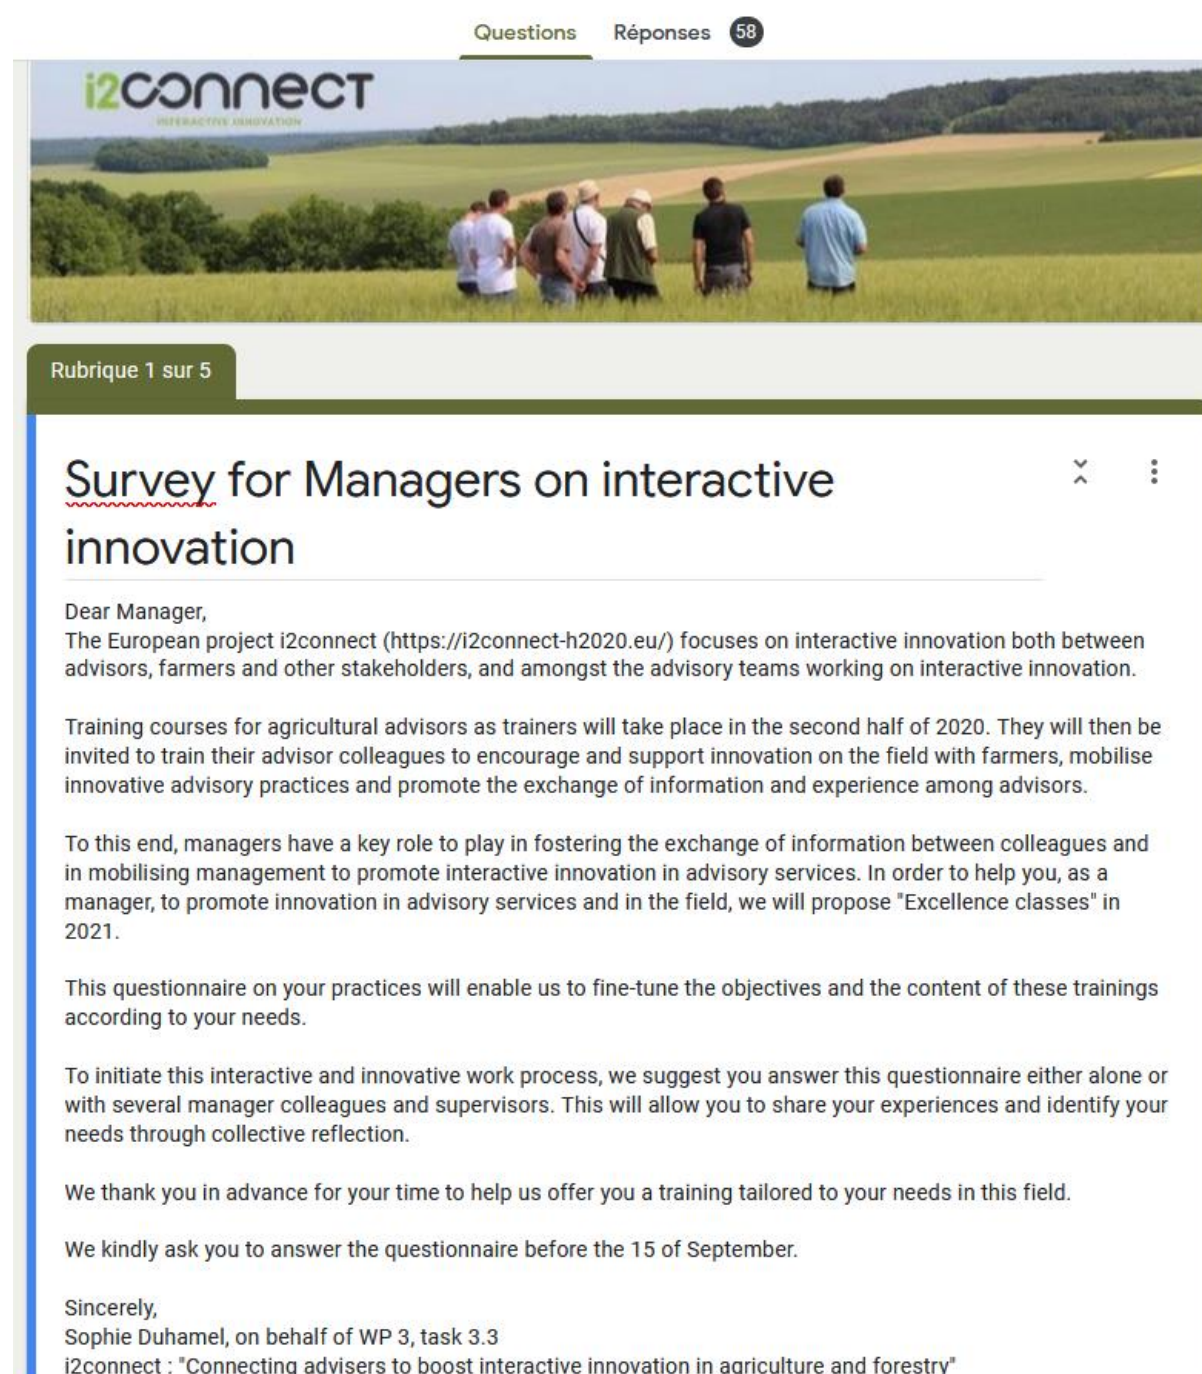 Questions Réponses 58
i2connect
INTERACTIVE INNOVATION
Rubrique 1 sur 5
Survey for Managers on interactive
innovation
Dear Manager,
The European project i2connect (https://i2connect-h2020.eu/) focuses on interactive innovation both between
advisors, farmers and other stakeholders, and amongst the advisory teams working on interactive innovation.
Training courses for agricultural advisors as trainers will take place in the second half of 2020. They will then be
invited to train their advisor colleagues to encourage and support innovation on the field with farmers, mobilise
innovative advisory practices and promote the exchange of information and experience among advisors.
To this end, managers have a key role to play in fostering the exchange of information between colleagues and
in mobilising management to promote interactive innovation in advisory services. In order to help you, as a
manager, to promote innovation in advisory services and in the field, we will propose "Excellence classes" in
2021.
This questionnaire on your practices will enable us to fine-tune the objectives and the content of these trainings
according to your needs.
To initiate this interactive and innovative work process, we suggest you answer this questionnaire either alone or
with several manager colleagues and supervisors. This will allow you to share your experiences and identify your
needs through collective reflection.
We thank you in advance for your time to help us offer you a training tailored to your needs in this field.
We kindly ask you to answer the questionnaire before the 15 of September.
Sincerely,
Sophie Duhamel, on behalf of WP 3, task 3.3
i2connect : "Connecting advisers to boost interactive innovation in agriculture and forestry"